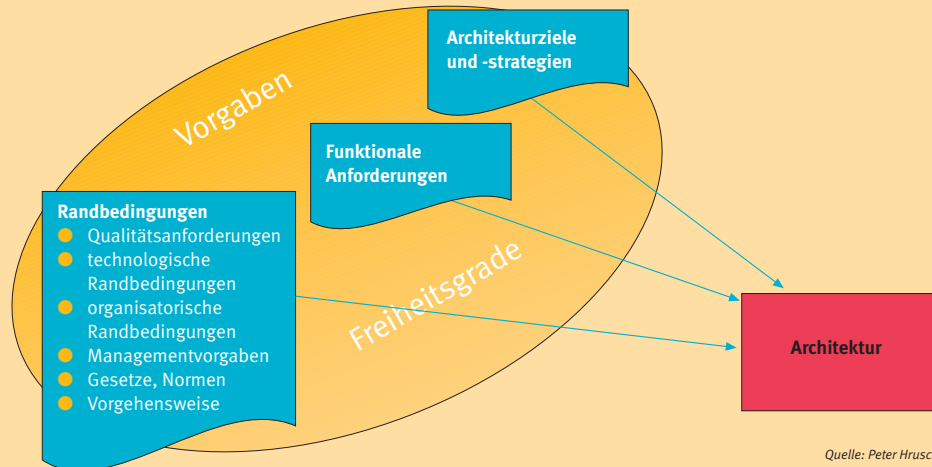 Architekturziele
und -strategien
Vorgaben
Funktionale
Anforderungen
Randbedingungen
Qualitätsanforderungen
technologische
Randbedingungen
organisatorische
Randbedingungen
Managementvorgaben
Gesetze, Normen
Vorgehensweise
Freiheitsgrade
Architektur
Quelle: Peter Hrusc